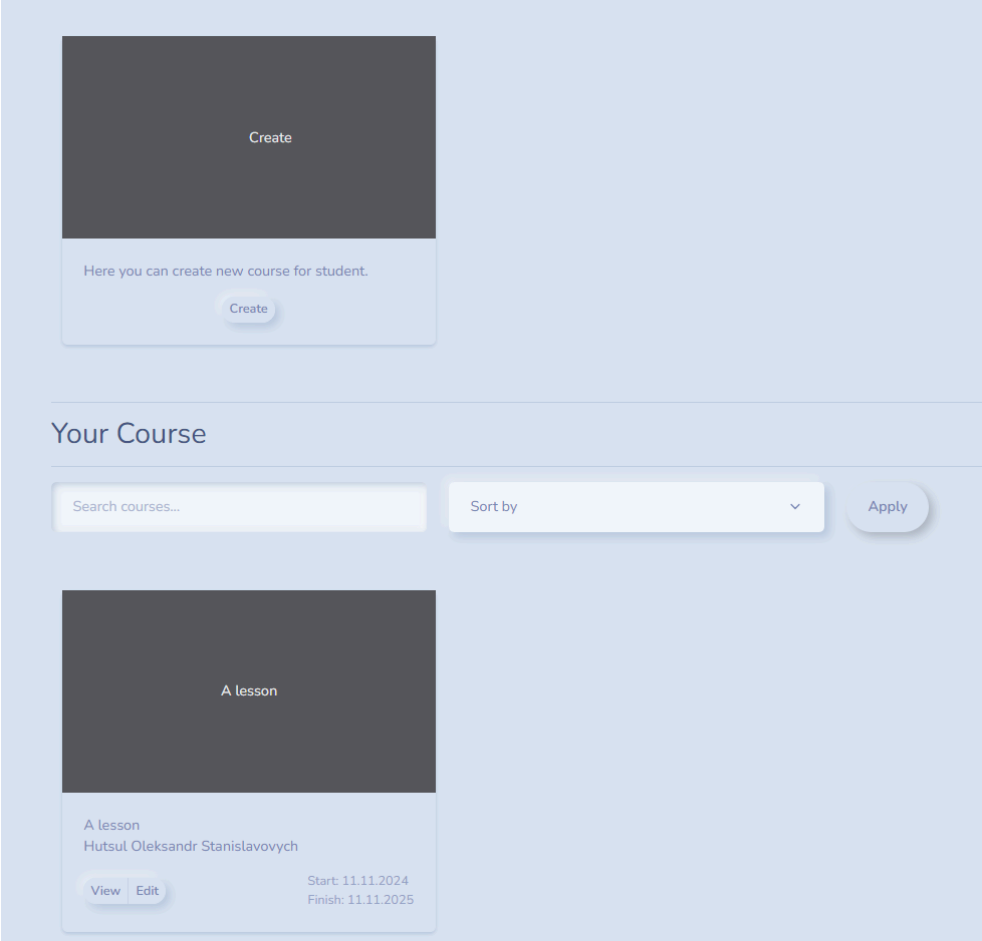 Create
Here you can create new course for student.
Create
Your Course
Search courses...
Sort by
Apply
A lesson
A lesson
Hutsul Oleksandr Stanislavovych
View Edit
Start: 11.11.2024
Finish: 11.11.2025